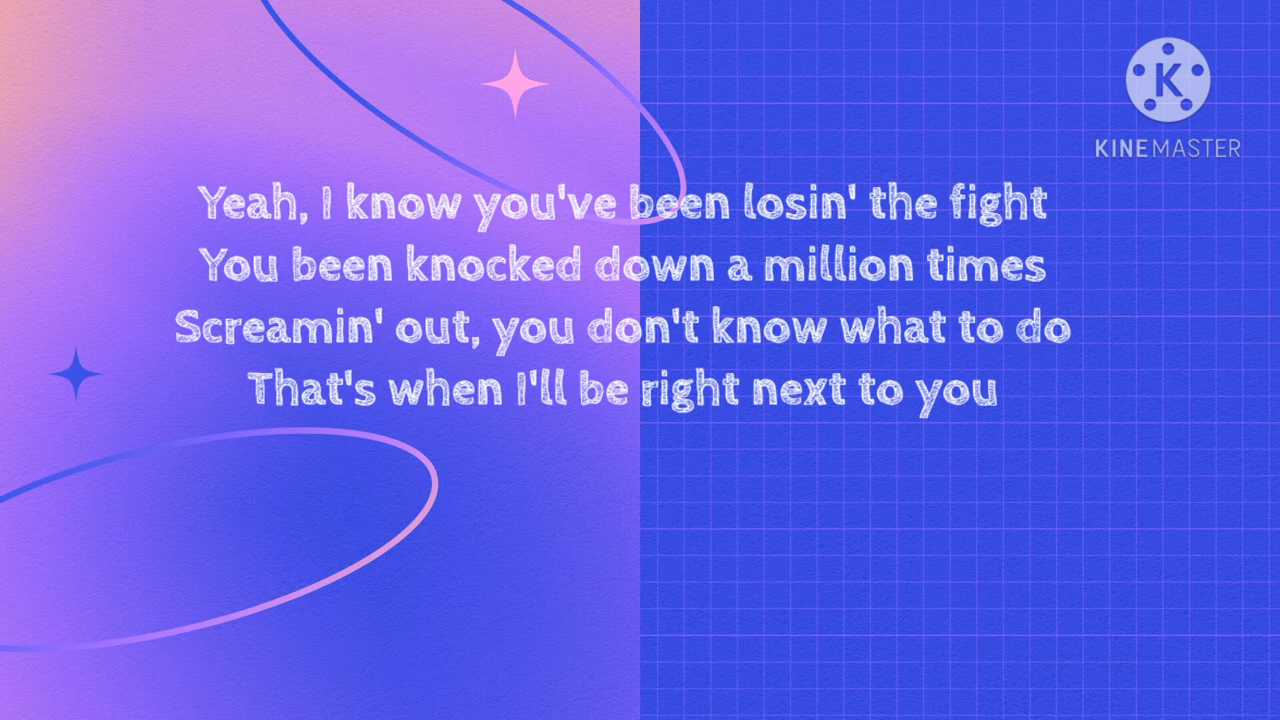 K
KINEMASTER
Yeah, I know you've been losin' the fight
You been knocked down a million times
Screamin' out, you don't know what to do
That's when I'll be right next to you